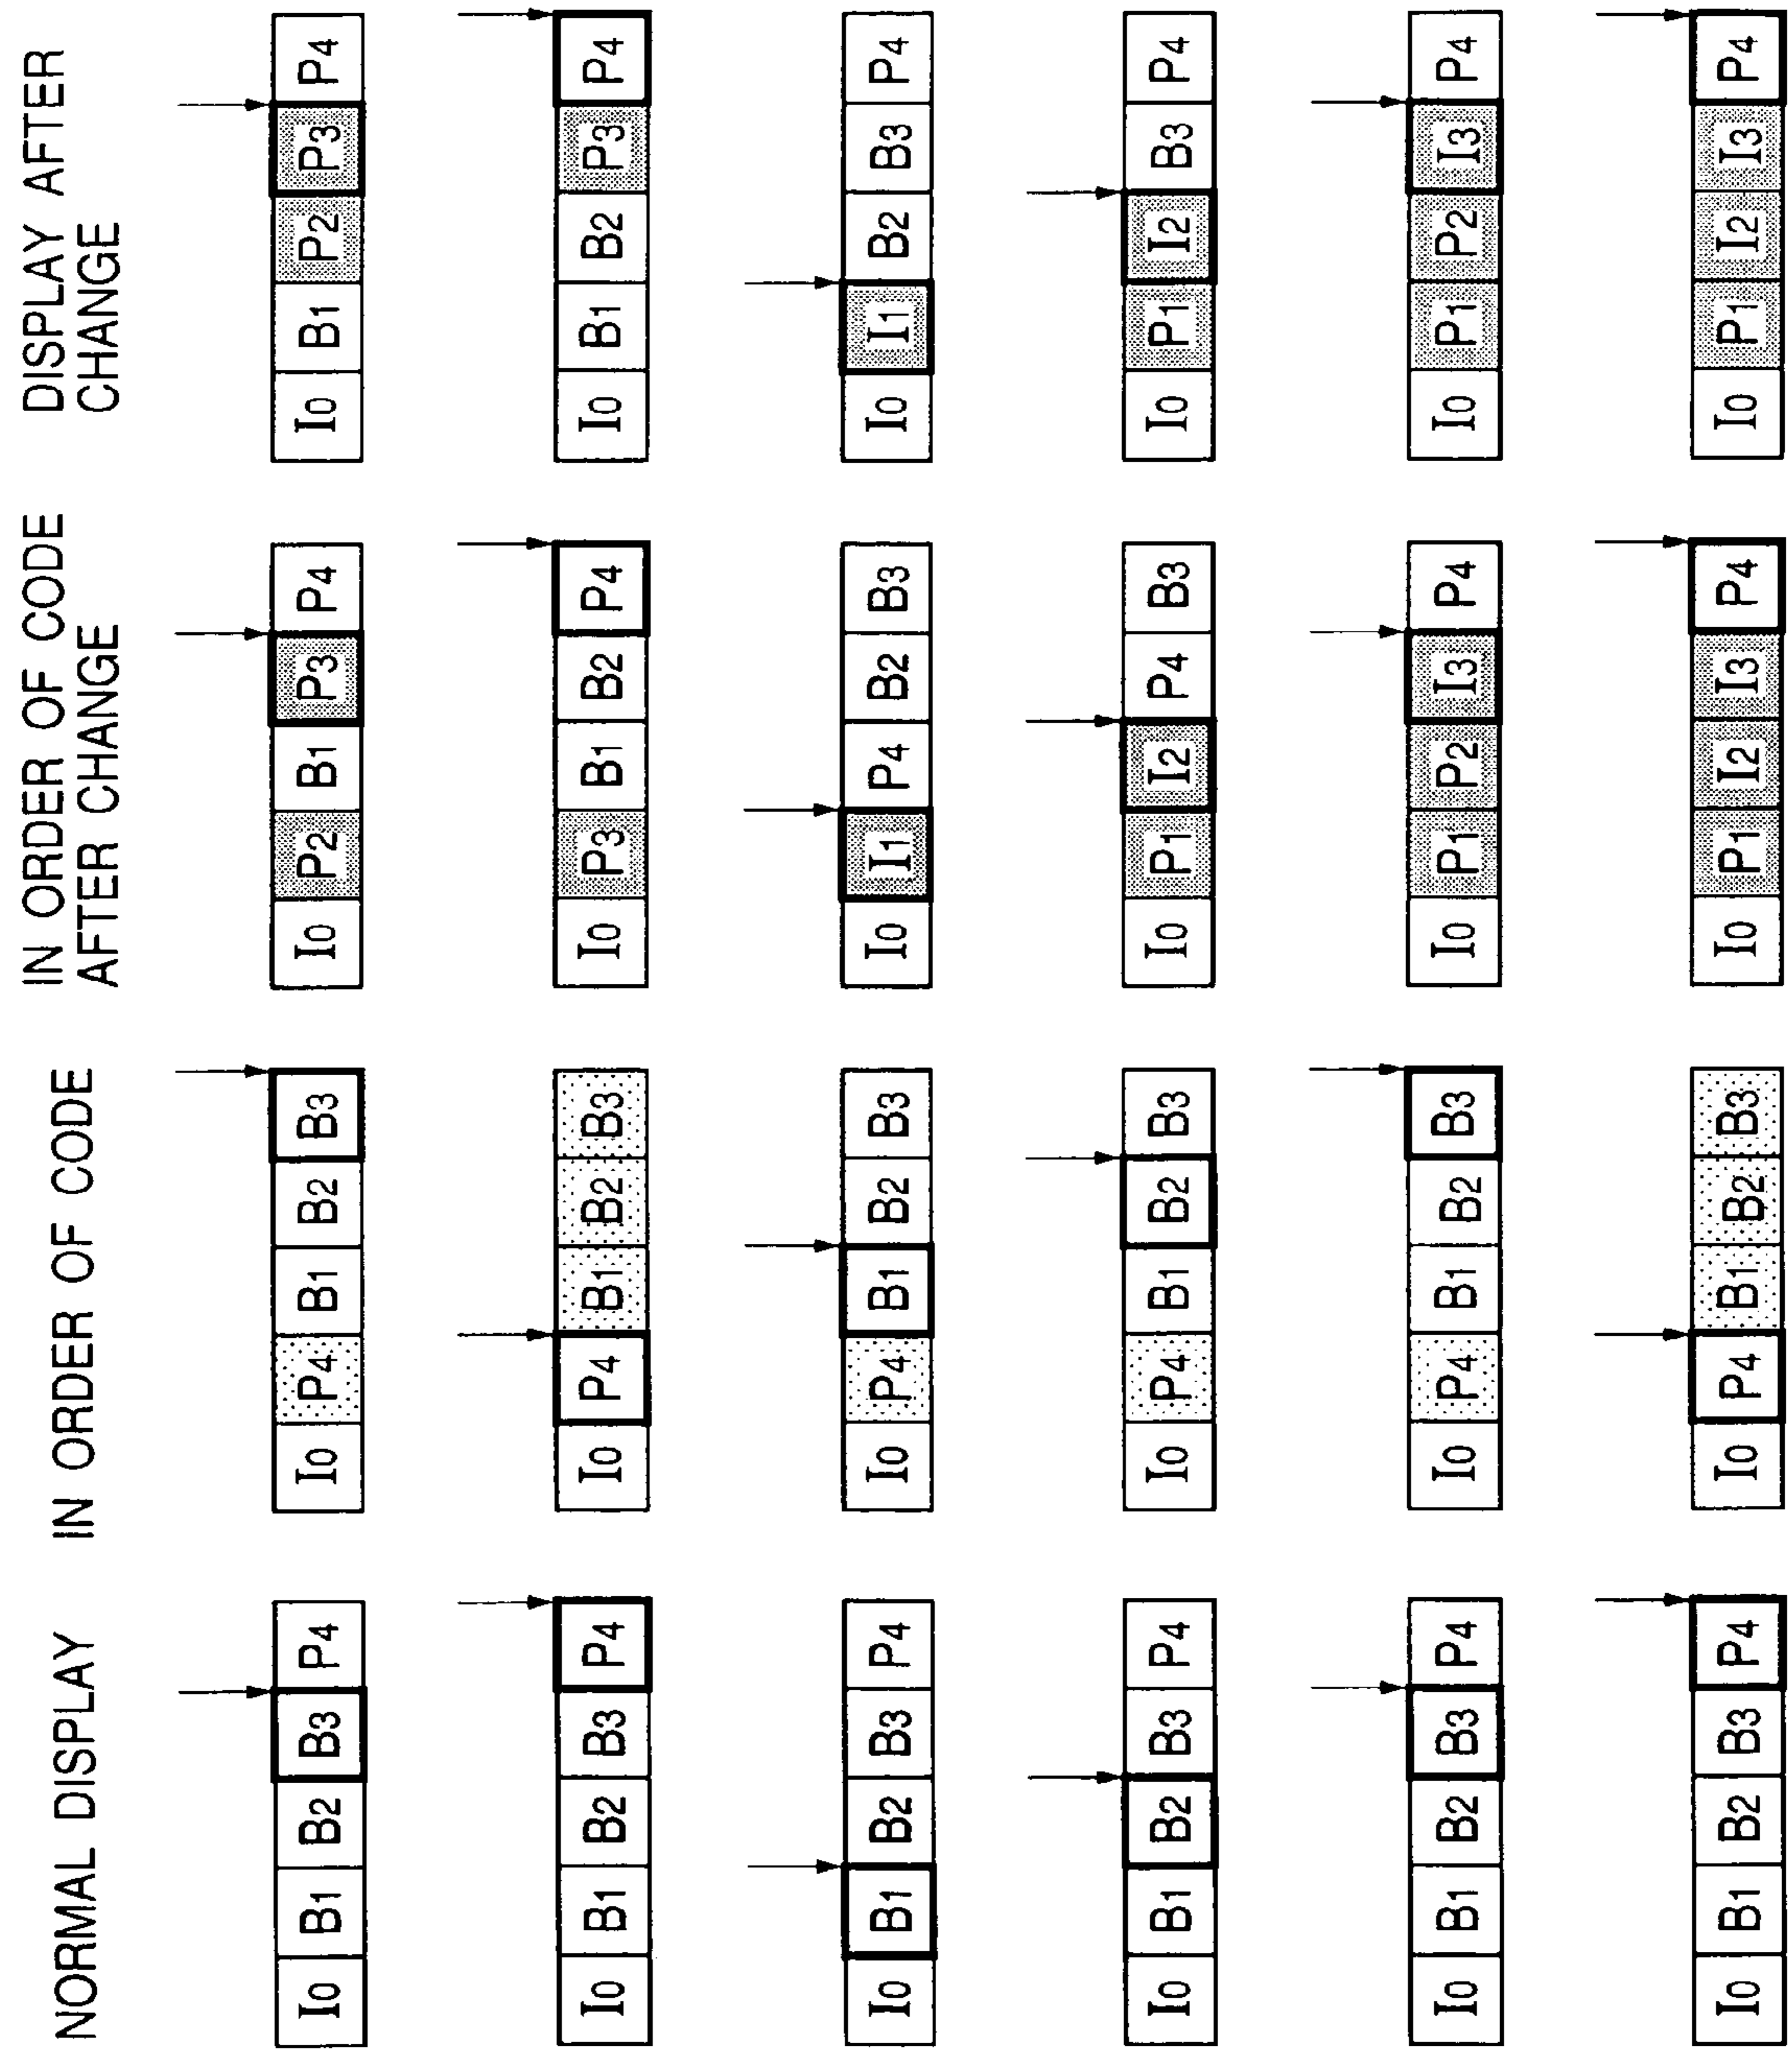 NORMAL DISPLAY
IN ORDER OF CODE
IN ORDER OF CODE
AFTER CHANGE
DISPLAY AFTER
CHANGE
I0 B1 B2 B3 P4
I0 P4 B1 B2 B3
I0 P2 B1 P3 P4
I0 B1 P2 P3 P4
I0 B1 B2 B3 P4
I0 P4 B1 B2 B3
I0 P3 B1 B2 P4
I0 B1 B2 P3 P4
I0 B1 B2 B3 P4
I0 P4 B1 B2 B3
I0 I1 P4 B2 B3
I0 I1 B2 B3 P4
I0 B1 B2 B3 P4
I0 P4 B1 B2 B3
I0 P1 I2 P4 B3
I0 P1 I2 B3 P4
I0 B1 B2 B3 P4
I0 P4 B1 B2 B3
I0 P1 P2 I3 P4
I0 P1 P2 I3 P4
I0 B1 B2 B3 P4
I0 P4 B1 B2 B3
I0 P1 I2 I3 P4
I0 P1 I2 I3 P4